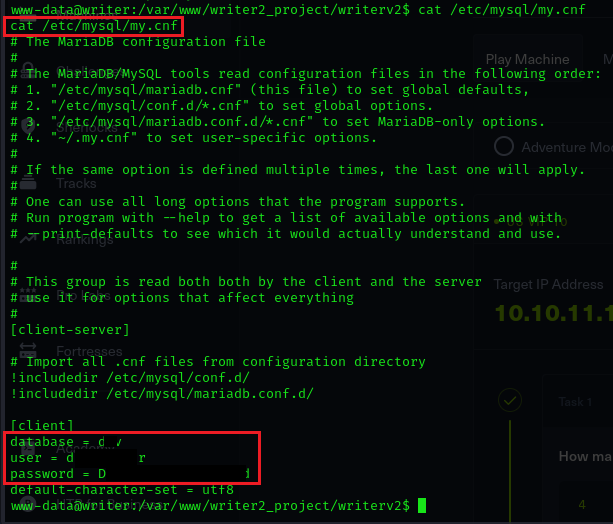 www-data@writer:/var/www/writer2_project/writerv2$ cat /etc/mysql/my.cnf
cat /etc/mysql/my.cnf
# The MariaDB configuration file
#
# The MariaDB/MySQL tools read configuration files in the following order:
# 1. "/etc/mysql/mariadb.cnf" (this file) to set global defaults,
# 2. "/etc/mysql/conf.d/*.cnf" to set global options.
# 3. "/etc/mysql/mariadb.conf.d/*.cnf" to set MariaDB-only options.
# 4. "~/.my.cnf" to set user-specific options.
#
# If the same option is defined multiple times, the last one will apply.
#
# One can use all long options that the program supports.
# Run program with --help to get a list of available options and with
# --print-defaults to see which it would actually understand and use.
#
# This group is read both both by the client and the server
# use it for options that affect everything
#
[client-server]
# Import all .cnf files from configuration directory
!includedir /etc/mysql/conf.d/
!includedir /etc/mysql/mariadb.conf.d/
[client]
database =
user =
password =
default-character-set = utf8
www-data@writer:/var/www/writer2_project/writerv2$
Play Machine
Adventure Mo
Tracks
Rankings
Target IP Address
10.10.11.1
Fortresses
Task 1
How ma
4